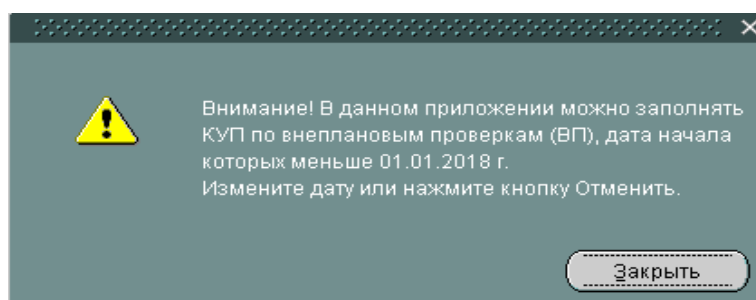 Внимание! В данном приложении можно заполнять
КУП по внеплановым проверкам (ВП), дата начала
которых меньше 01.01.2018 г.
Измените дату или нажмите кнопку Отменить.
Закрыть